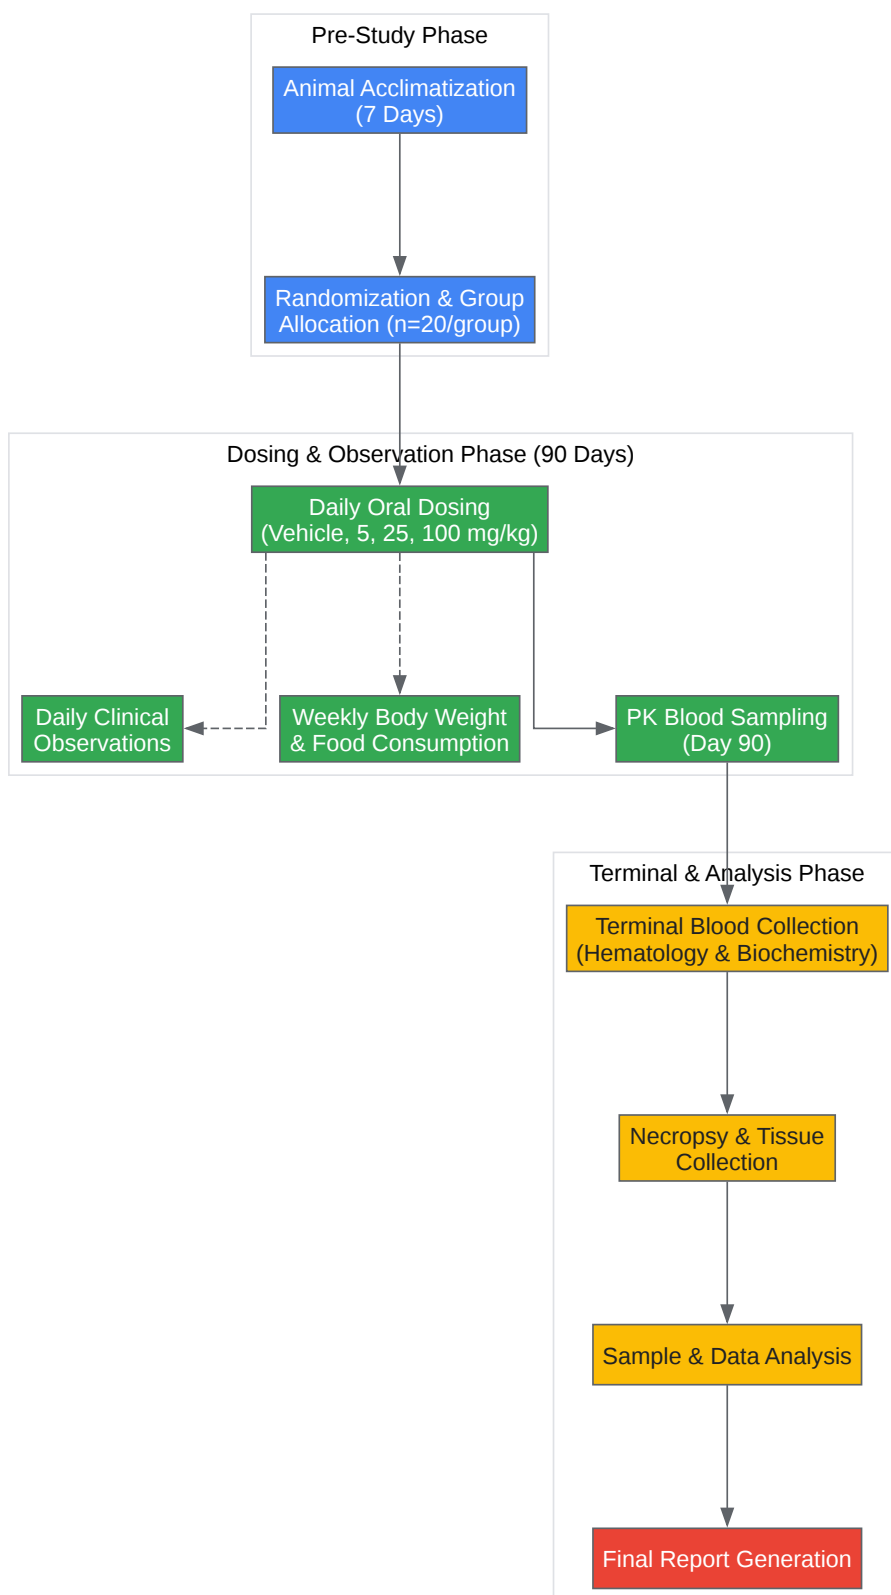 Pre-Study Phase
Animal Acclimatization
(7 Days)
Randomization & Group
Allocation (n=20/group)
Dosing & Observation Phase (90 Days)
Daily Oral Dosing
(Vehicle, 5, 25, 100 mg/kg)
Daily Clinical
Observations
Weekly Body Weight
& Food Consumption
PK Blood Sampling
(Day 90)
Terminal & Analysis Phase
Terminal Blood Collection
(Hematology & Biochemistry)
Necropsy & Tissue
Collection
Sample & Data Analysis
Final Report Generation